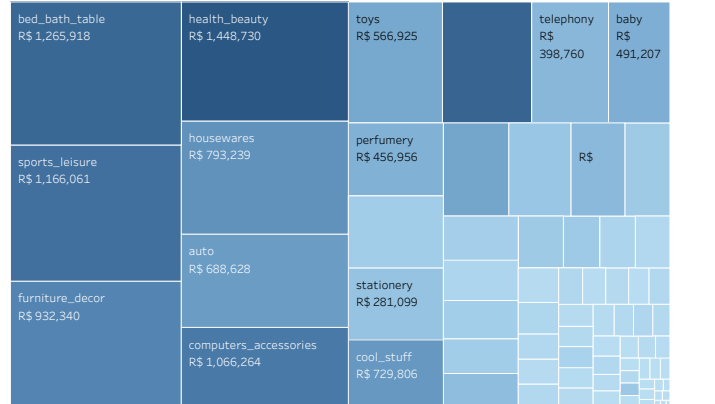 bed_bath_table
R$ 1,265,918
sports_leisure
R$ 1,166,061
furniture_decor
R$ 932,340
health_beauty
R$ 1,448,730
housewares
R$ 793,239
auto
R$ 688,628
computers_accessories
R$ 1,066,264
toys
R$ 566,925
perfumery
R$ 456,956
stationery
R$ 281,099
cool_stuff
R$ 729,806
telephony
R$
398,760
baby
R$
491,207
R$